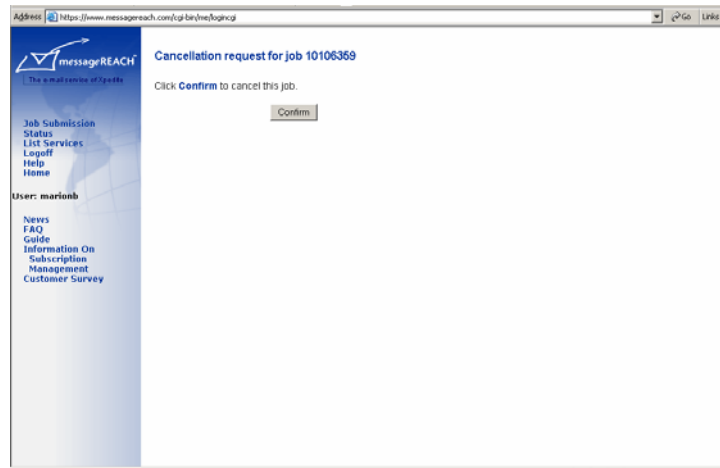 Address https://www.messagereach.com/cgi-bin/me/logincgi Go Links
messageREACH
The e-mail service of Xpedite
Cancellation request for job 10106359
Click Confirm to cancel this job.
Confirm
Job Submission
Status
List Services
Logoff
Help
Home
User: marionb
News
FAQ
Guide
Information On
Subscription
Management
Customer Survey